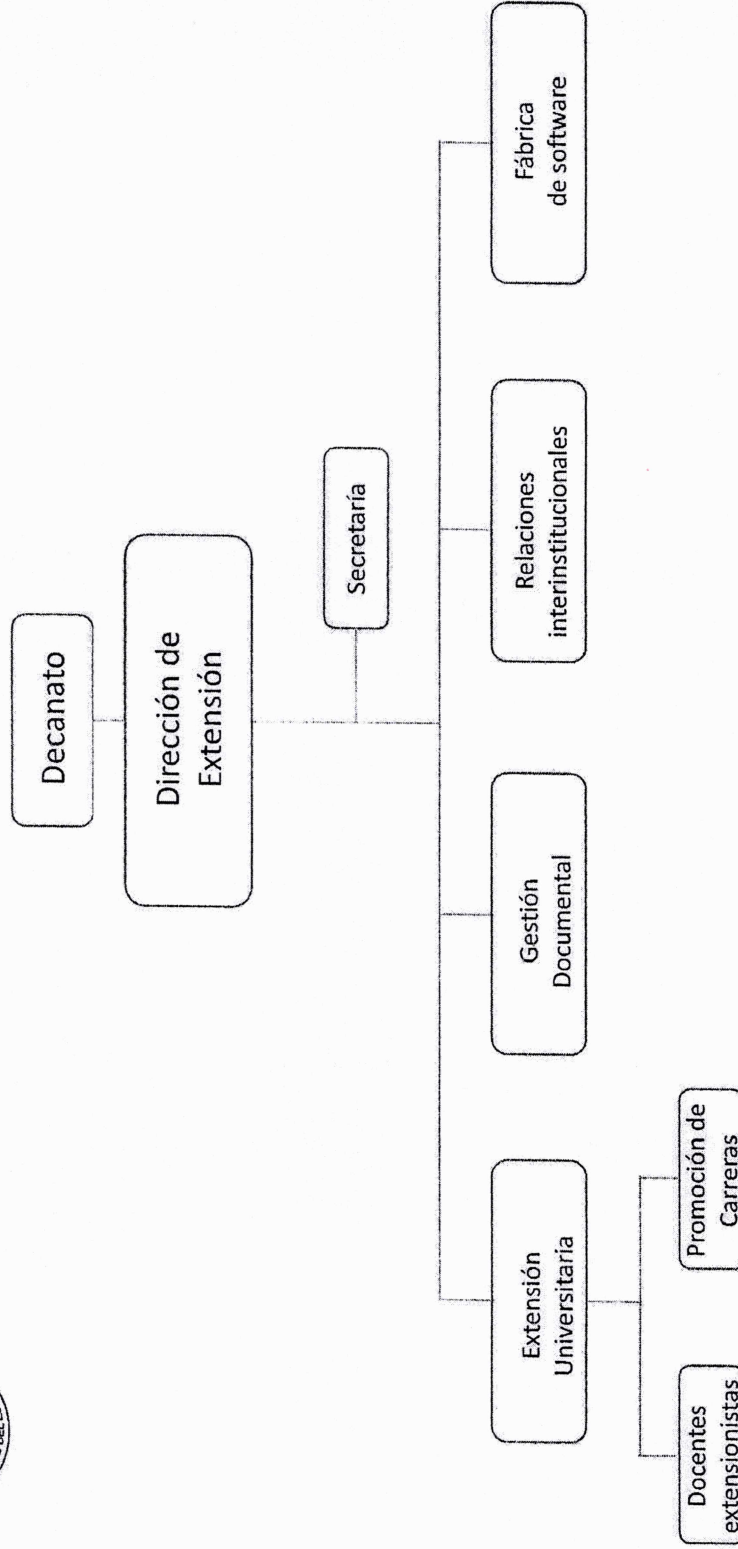 Decanato
Dirección de
Extensión
Secretaría
Extensión
Universitaria
Gestión
Documental
Relaciones
interinstitucionales
Fábrica
de software
Docentes
extensionistas
Promoción de
Carreras